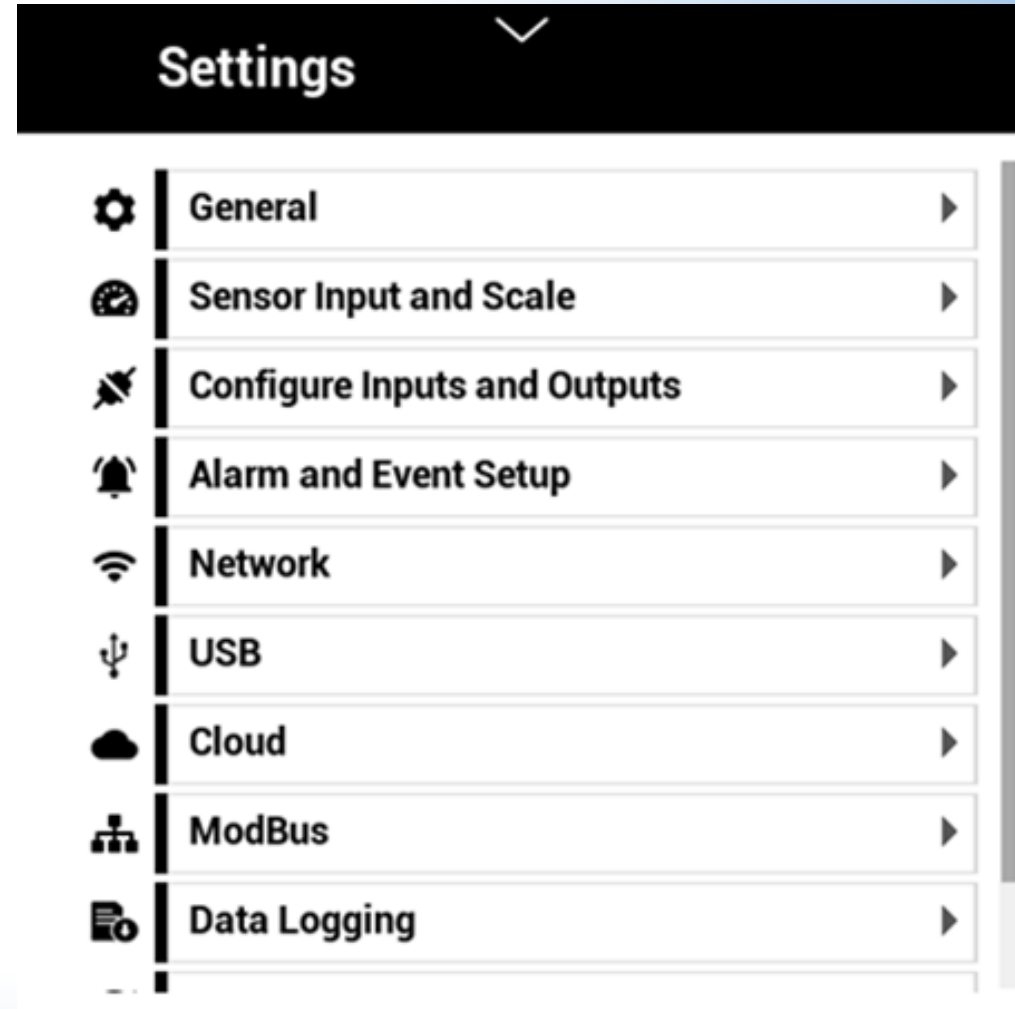 Settings
General
Sensor Input and Scale
Configure Inputs and Outputs
Alarm and Event Setup
Network
USB
Cloud
ModBus
Data Logging